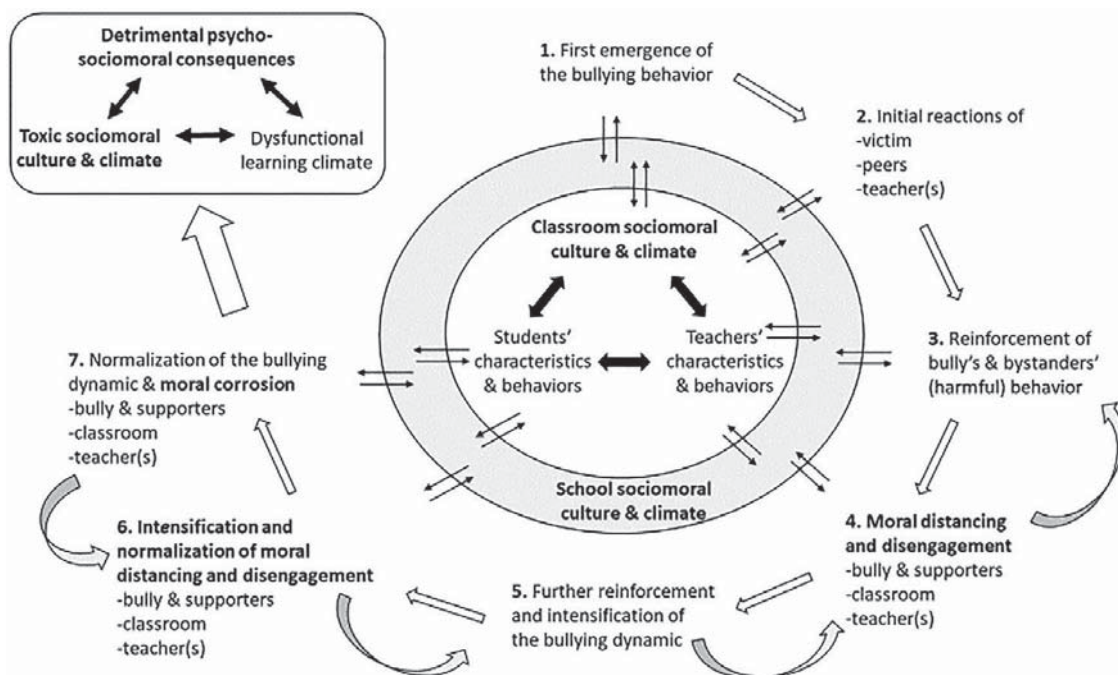 Detrimental psycho-
sociomoral consequences
Toxic sociomoral
culture & climate
Dysfunctional
learning climate
1. First emergence of
the bullying behavior
2. Initial reactions of
-victim
-peers
-teacher(s)
3. Reinforcement of
bully's & bystanders'
(harmful) behavior
4. Moral distancing
and disengagement
-bully & supporters
-classroom
-teacher(s)
5. Further reinforcement
and intensification of
the bullying dynamic
6. Intensification and
normalization of moral
distancing and disengagement
-bully & supporters
-classroom
-teacher(s)
7. Normalization of the bullying
dynamic & moral corrosion
-bully & supporters
-classroom
-teacher(s)
Classroom sociomoral
culture & climate
Students'
characteristics
& behaviors
Teachers'
characteristics
& behaviors
School sociomoral
culture & climate